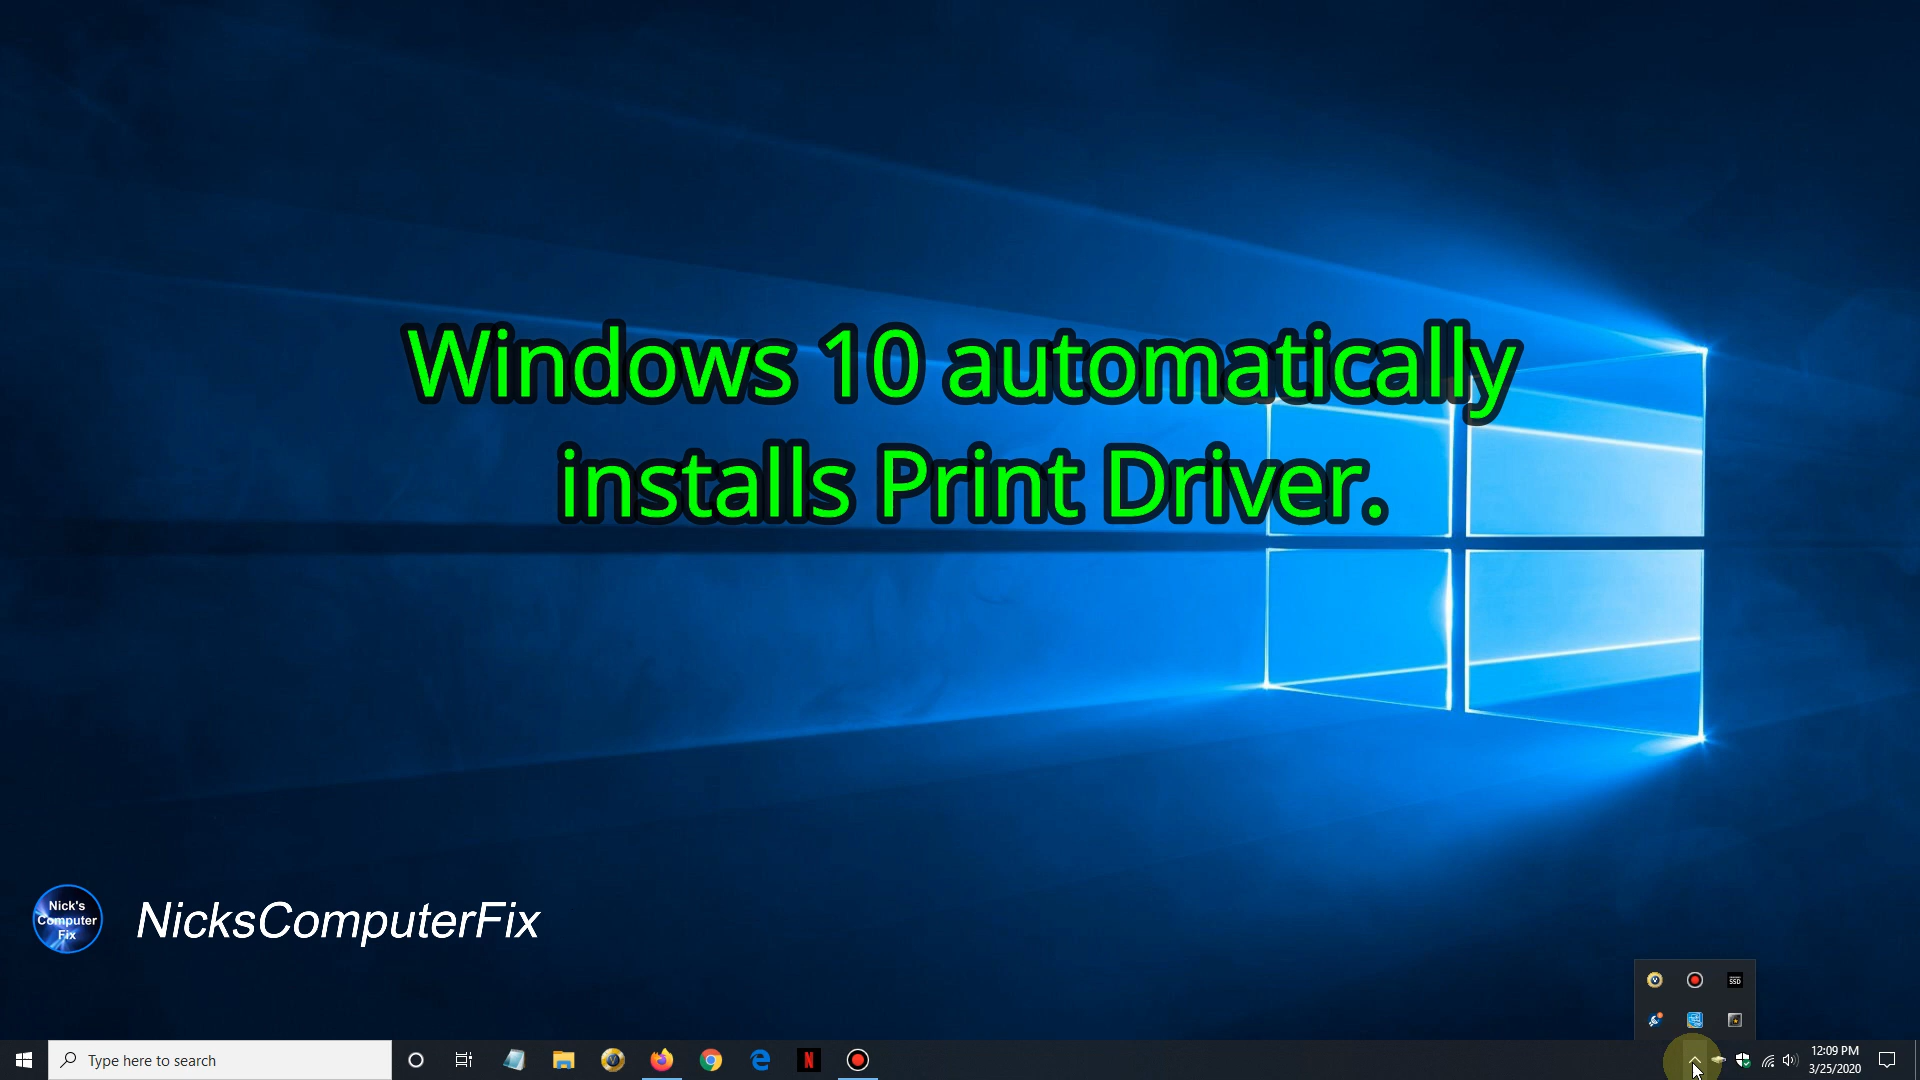 Windows 10 automatically
installs Print Driver.
Nick's
Computer
Fix
NicksComputerFix
SSD
Type here to search
N
12:09 PM
3/25/2020